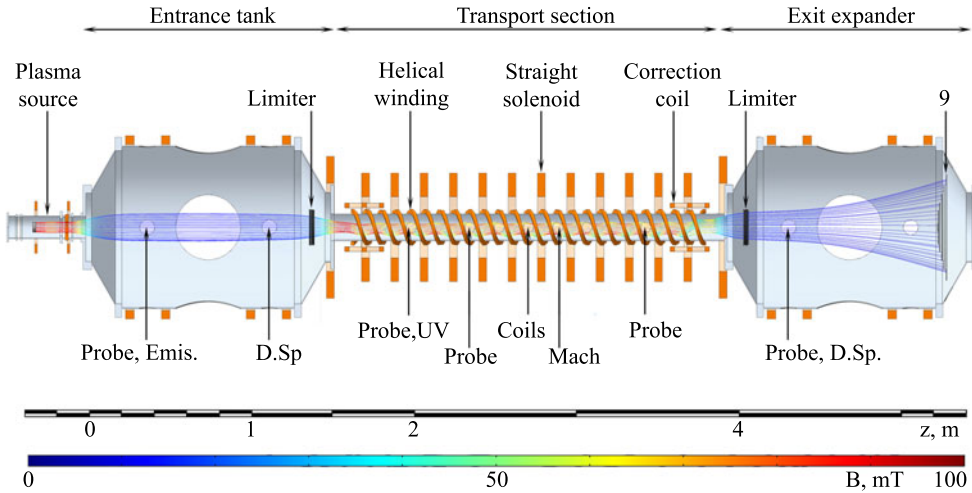 Entrance tank
Transport section
Exit expander
Plasma
source
Limiter
Helical
winding
Straight
solenoid
Correction
coil
Limiter
9
Probe, Emis.
D.Sp
Probe,UV
Probe
Coils
Mach
Probe
Probe, D.Sp.
0 1 2 4 z, m
0 50 B, mT 100